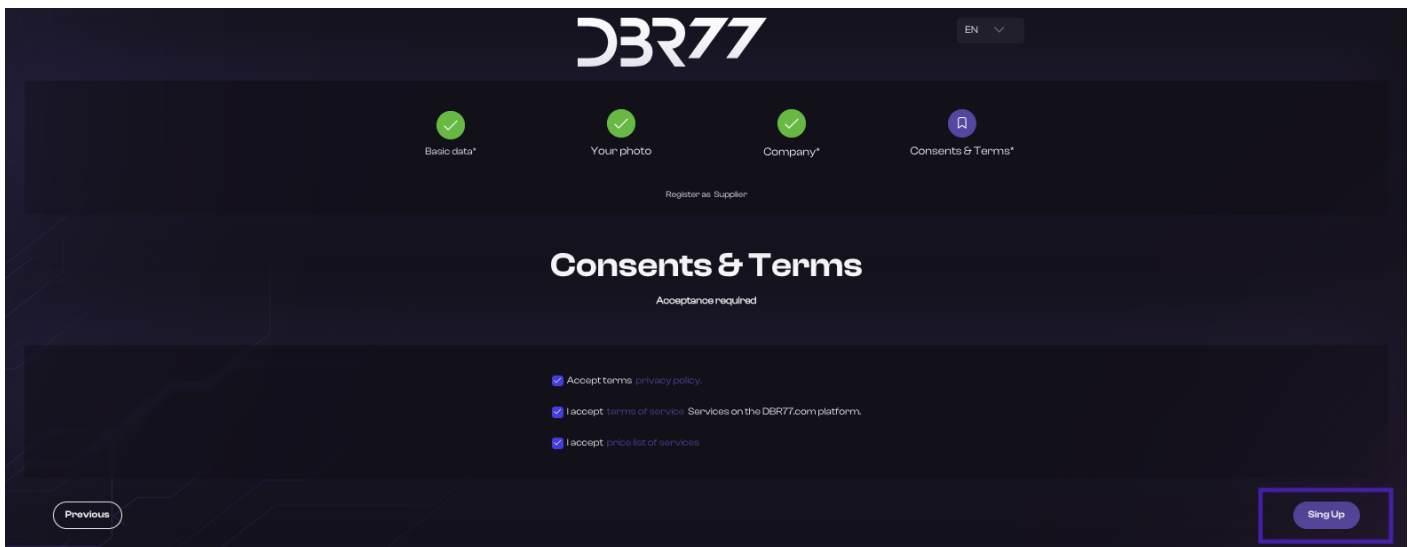 DBR77
EN
Basic data*
Your photo
Company*
Consents & Terms*
Register as Supplier
Consents & Terms
Acceptance required
Accept terms privacy policy.
I accept terms of service Services on the DBR77.com platform.
I accept price list of services
Previous
Sing Up